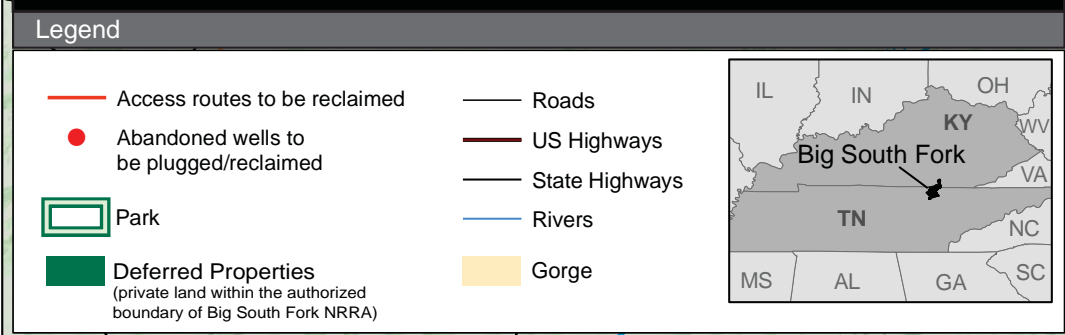 Legend
Access routes to be reclaimed
Abandoned wells to
be plugged/reclaimed
Park
Deferred Properties
(private land within the authorized
boundary of Big South Fork NRRA)
Roads
US Highways
State Highways
Rivers
Gorge
IL
IN
OH
KY
WV
Big South Fork
VA
TN
NC
MS
AL
GA
SC